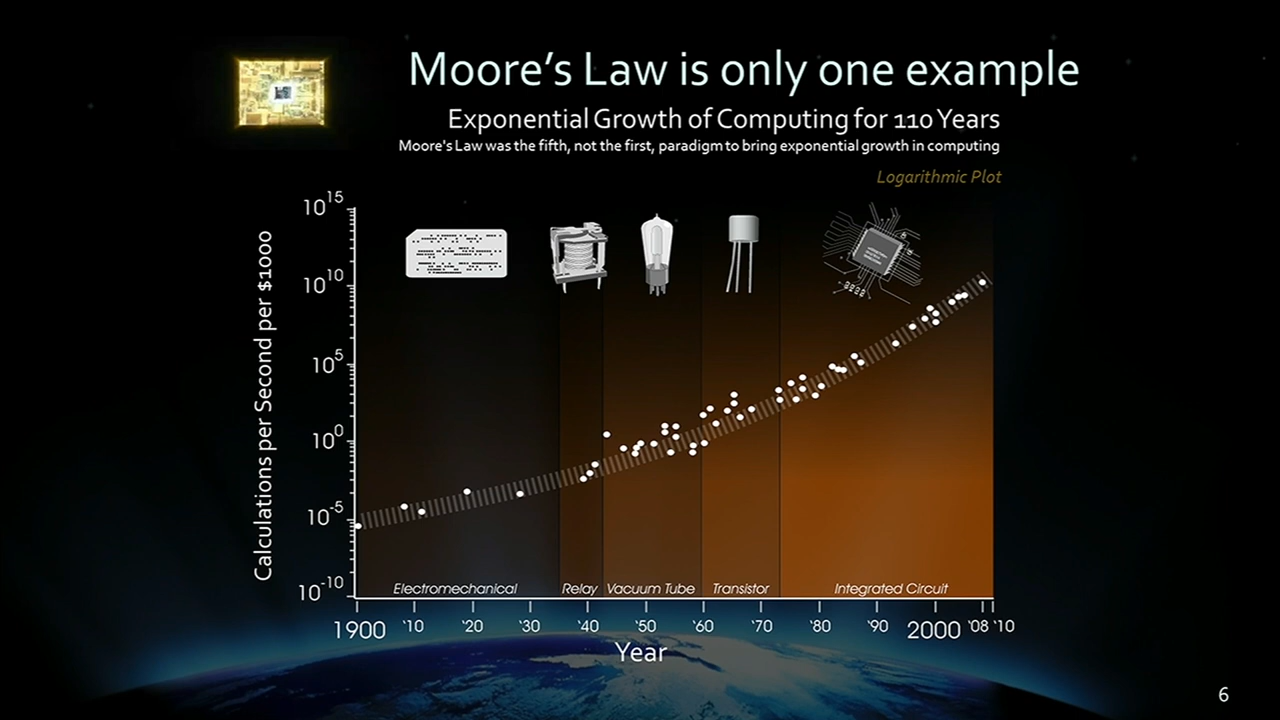 Moore's Law is only one example
Exponential Growth of Computing for 110 Years
Moore's Law was the fifth, not the first, paradigm to bring exponential growth in computing
Logarithmic Plot
Calculations per Second per $1000
10^15
10^10
10^5
10^0
10^-5
10^-10
Electromechanical Relay Vacuum Tube Transistor Integrated Circuit
1900 '10 '20 '30 '40 '50 '60 '70 '80 '90 2000 '08 '10
Year
6